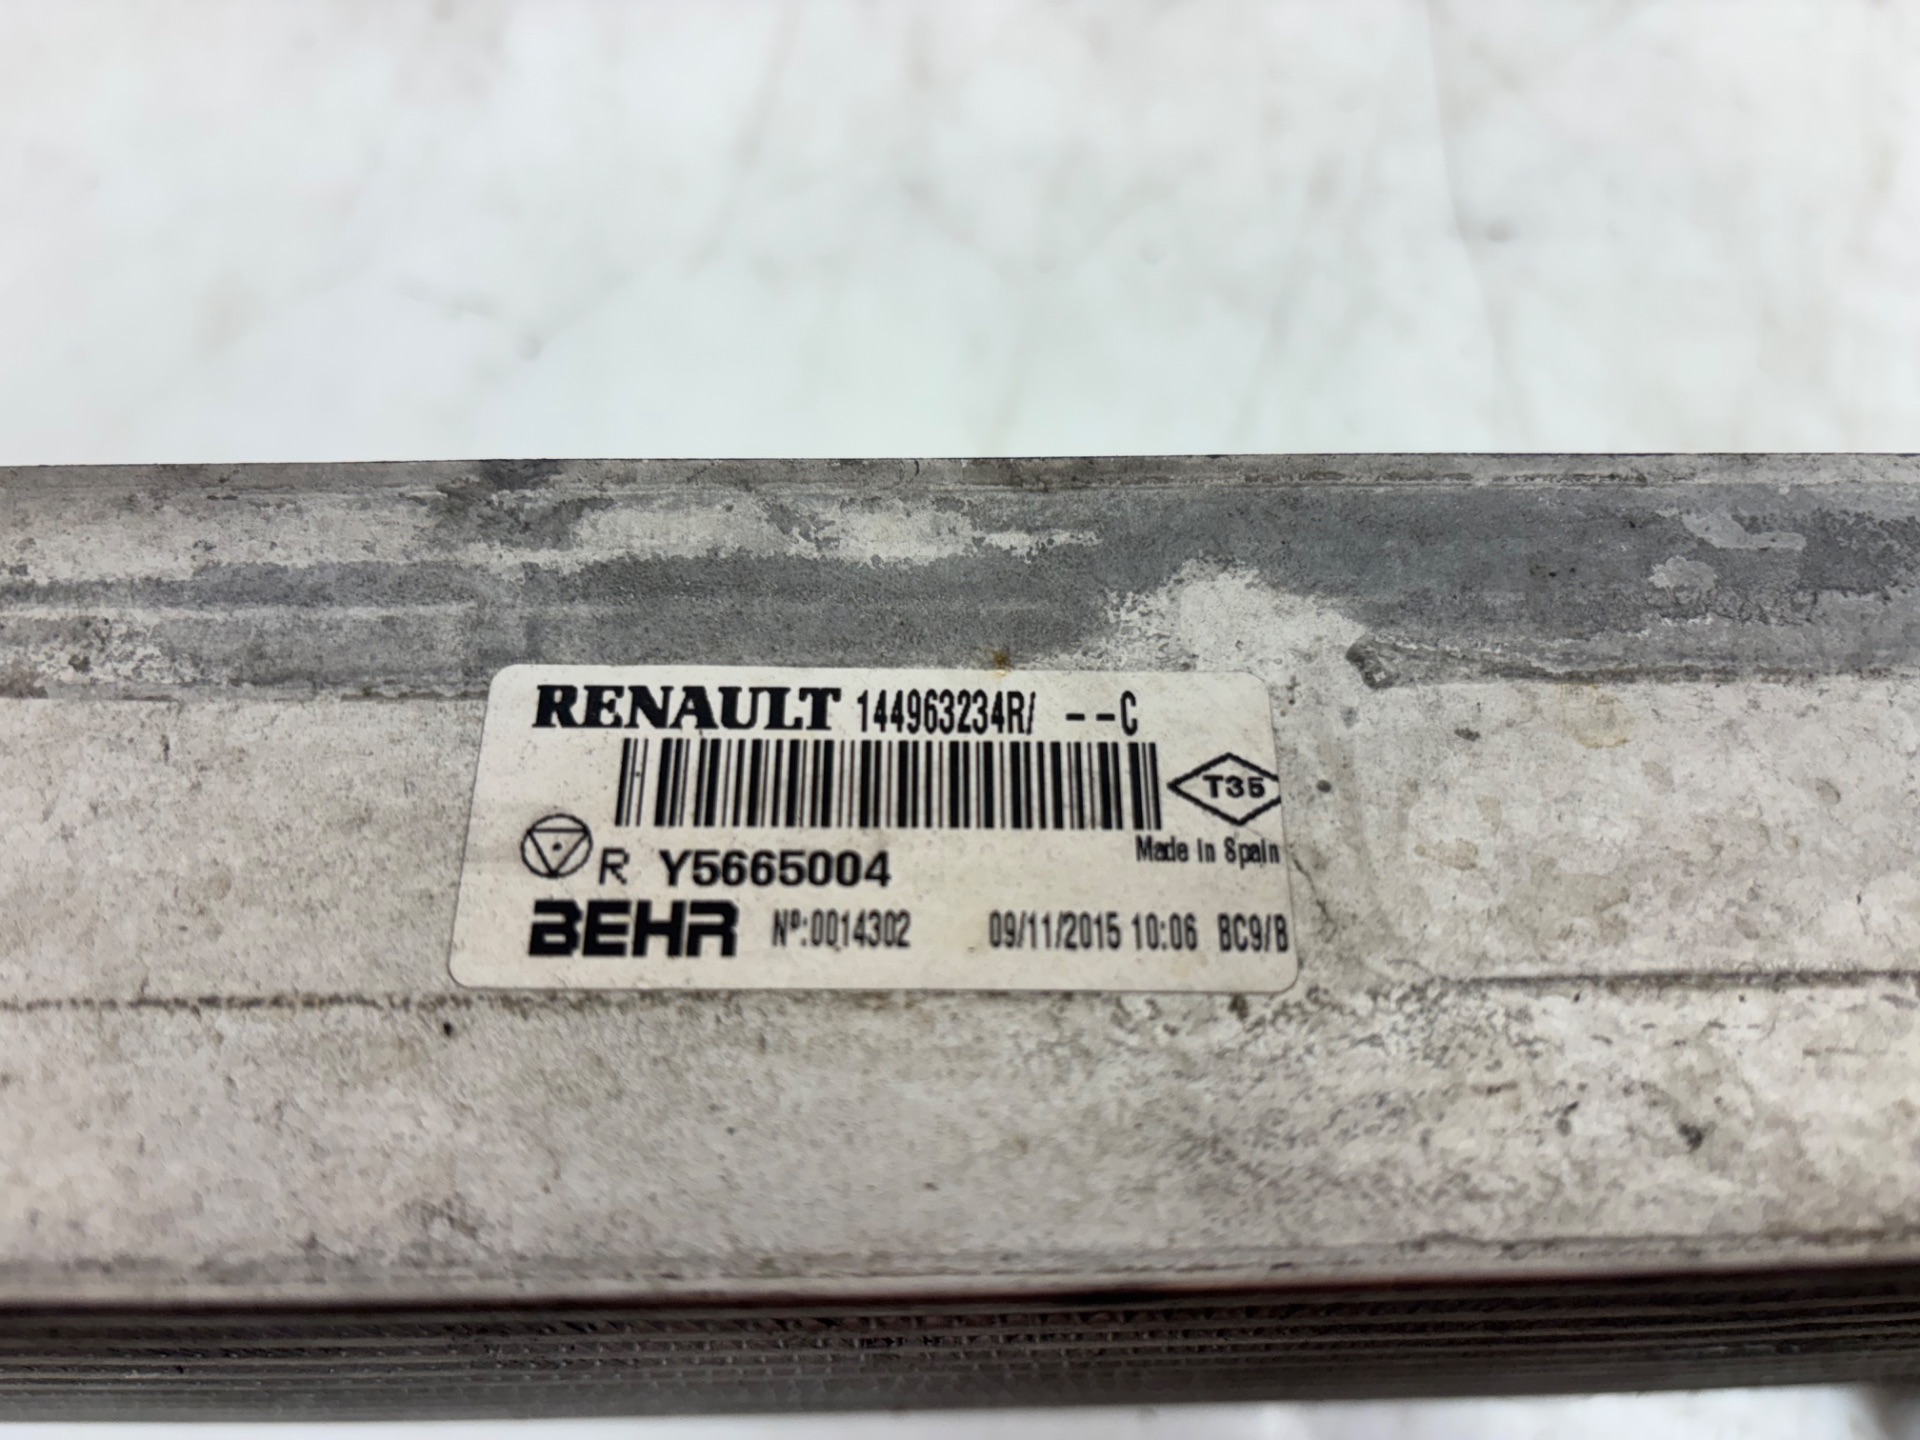 RENAULT 144963234R/ --C
T35
Made in Spain
R Y5665004
BEHR Nº:0014302 09/11/2015 10:06 BC9/B